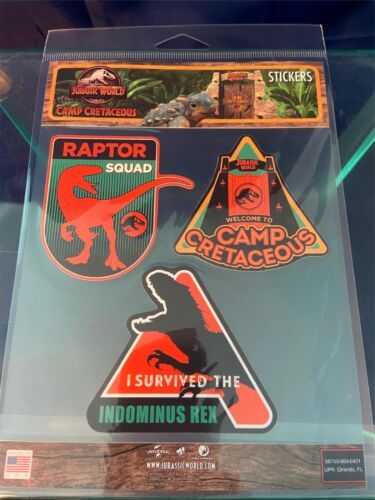 JURASSIC WORLD
CAMP CRETACEOUS
STICKERS
RAPTOR
SQUAD
JURASSIC
WORLD
WELCOME TO
CAMP
CRETACEOUS
I SURVIVED THE
INDOMINUS REX
UNIVERSAL
WWW.JURASSICWORLD.COM
UPR: Orlando, FL